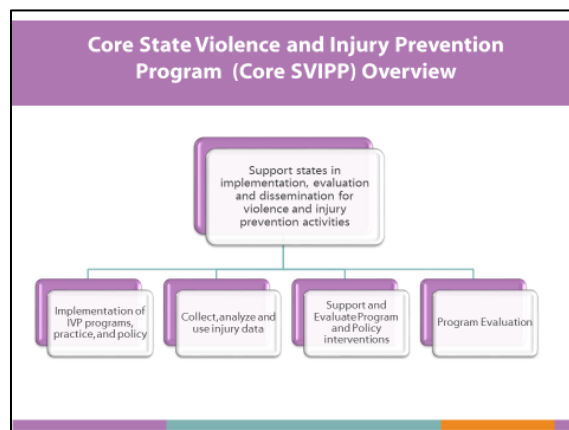 Core State Violence and Injury Prevention
Program (Core SVIPP) Overview
Support states in
implementation, evaluation
and dissemination for
violence and injury
prevention activities
Implementation of
IVP programs,
practice, and policy
Collect, analyze and
use injury data
Support and
Evaluate Program
and Policy
interventions
Program Evaluation